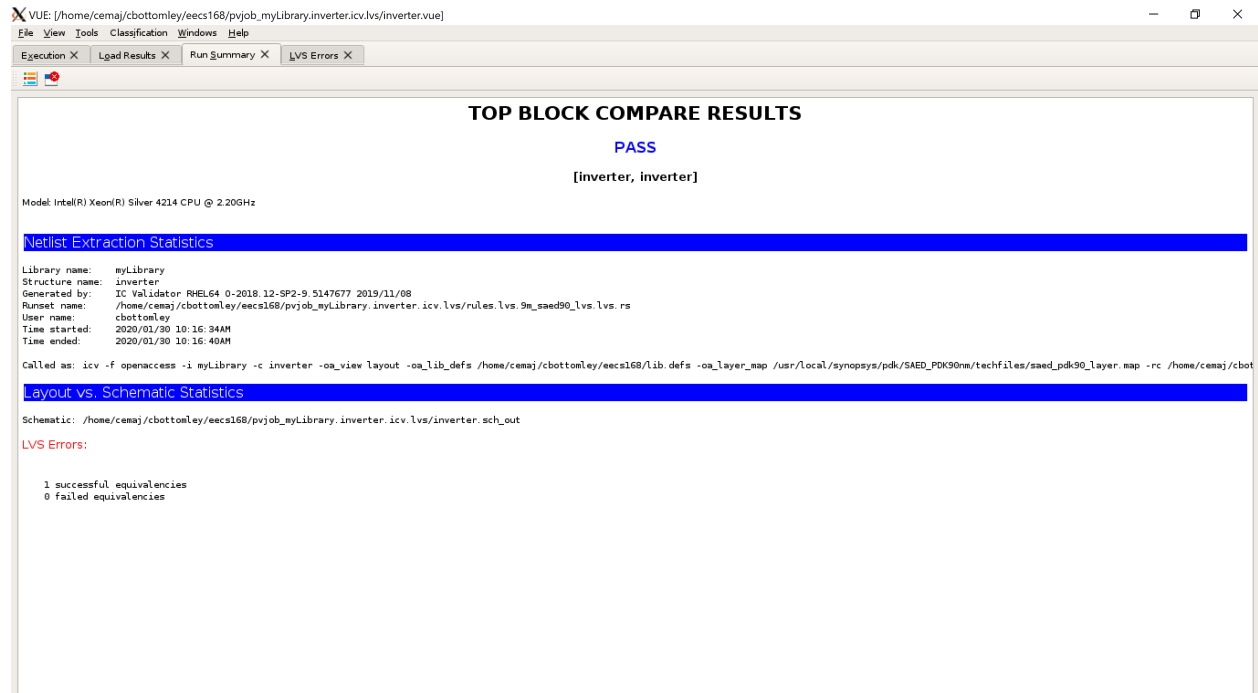 VUE: [/home/cemaj/cbottomley/eecs168/pvjob_myLibrary.inverter.icv.lvs/inverter.vue]
File View Tools Classification Windows Help
Execution Load Results Run Summary LVS Errors
TOP BLOCK COMPARE RESULTS
PASS
[inverter, inverter]
Model: Intel(R) Xeon(R) Silver 4214 CPU @ 2.20GHz
Netlist Extraction Statistics
Library name: myLibrary
Structure name: inverter
Generated by: IC Validator RHEL64 O-2018.12-SP2-9.5147677 2019/11/08
Runset name: /home/cemaj/cbottomley/eecs168/pvjob_myLibrary.inverter.icv.lvs/rules.lvs.9m_saed90_lvs.lvs.rs
User name: cbottomley
Time started: 2020/01/30 10:16:34AM
Time ended: 2020/01/30 10:16:40AM
Called as: icv -f openaccess -i myLibrary -c inverter -oa_view layout -oa_lib_defs /home/cemaj/cbottomley/eecs168/lib.defs -oa_layer_map /usr/local/synopsys/pdk/SAED_PDK90nm/techfiles/saed_pdk90_layer.map -rc /home/cemaj/cbot
Layout vs. Schematic Statistics
Schematic: /home/cemaj/cbottomley/eecs168/pvjob_myLibrary.inverter.icv.lvs/inverter.sch_out
LVS Errors:
1 successful equivalencies
0 failed equivalencies